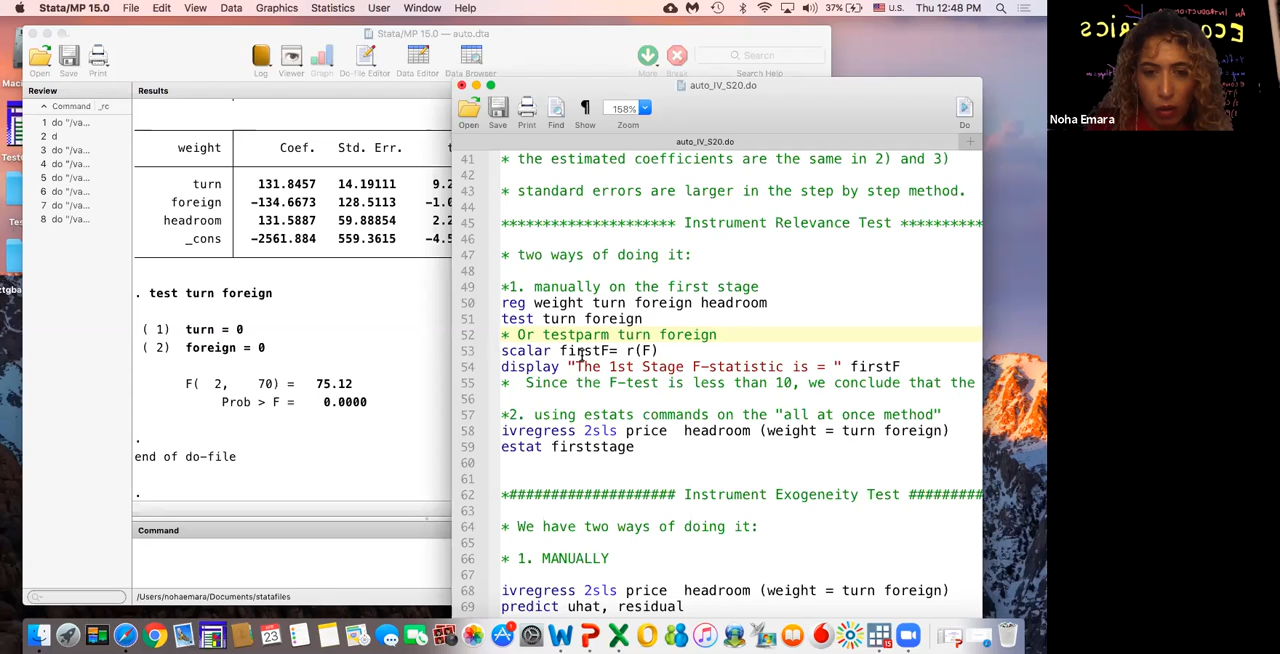 Stata/MP 15.0 File Edit View Data Graphics Statistics User Window Help 37% U.S. Thu 12:48 PM
Stata/MP 15.0 — auto.dta
Open Save Print Log Viewer Graph Do-file Editor Data Editor Data Browser More Break Search
Search Help
Review Results
Command _rc
1 do "/va...
2 d
3 do "/va...
4 do "/va...
5 do "/va...
6 do "/va...
7 do "/va...
8 do "/va...
weight Coef. Std. Err. t
turn 131.8457 14.19111 9.2
foreign -134.6673 128.5113 -1.0
headroom 131.5887 59.88854 2.2
_cons -2561.884 559.3615 -4.5
. test turn foreign
( 1) turn = 0
( 2) foreign = 0
F( 2, 70) = 75.12
Prob > F = 0.0000
.
end of do-file
.
Command
/Users/nohaemara/Documents/statafiles
auto_IV_S20.do
158%
Open Save Print Find Show Zoom Do
auto_IV_S20.do
41 * the estimated coefficients are the same in 2) and 3)
42
43 * standard errors are larger in the step by step method.
44
45 ********************* Instrument Relevance Test **********
46
47 * two ways of doing it:
48
49 *1. manually on the first stage
50 reg weight turn foreign headroom
51 test turn foreign
52 * Or testparm turn foreign
53 scalar firstF= r(F)
54 display "The 1st Stage F-statistic is = " firstF
55 * Since the F-test is less than 10, we conclude that the
56
57 *2. using estats commands on the "all at once method"
58 ivregress 2sls price headroom (weight = turn foreign)
59 estat firststage
60
61
62 *#################### Instrument Exogeneity Test #########
63
64 * We have two ways of doing it:
65
66 * 1. MANUALLY
67
68 ivregress 2sls price headroom (weight = turn foreign)
69 predict uhat, residual
Noha Emara